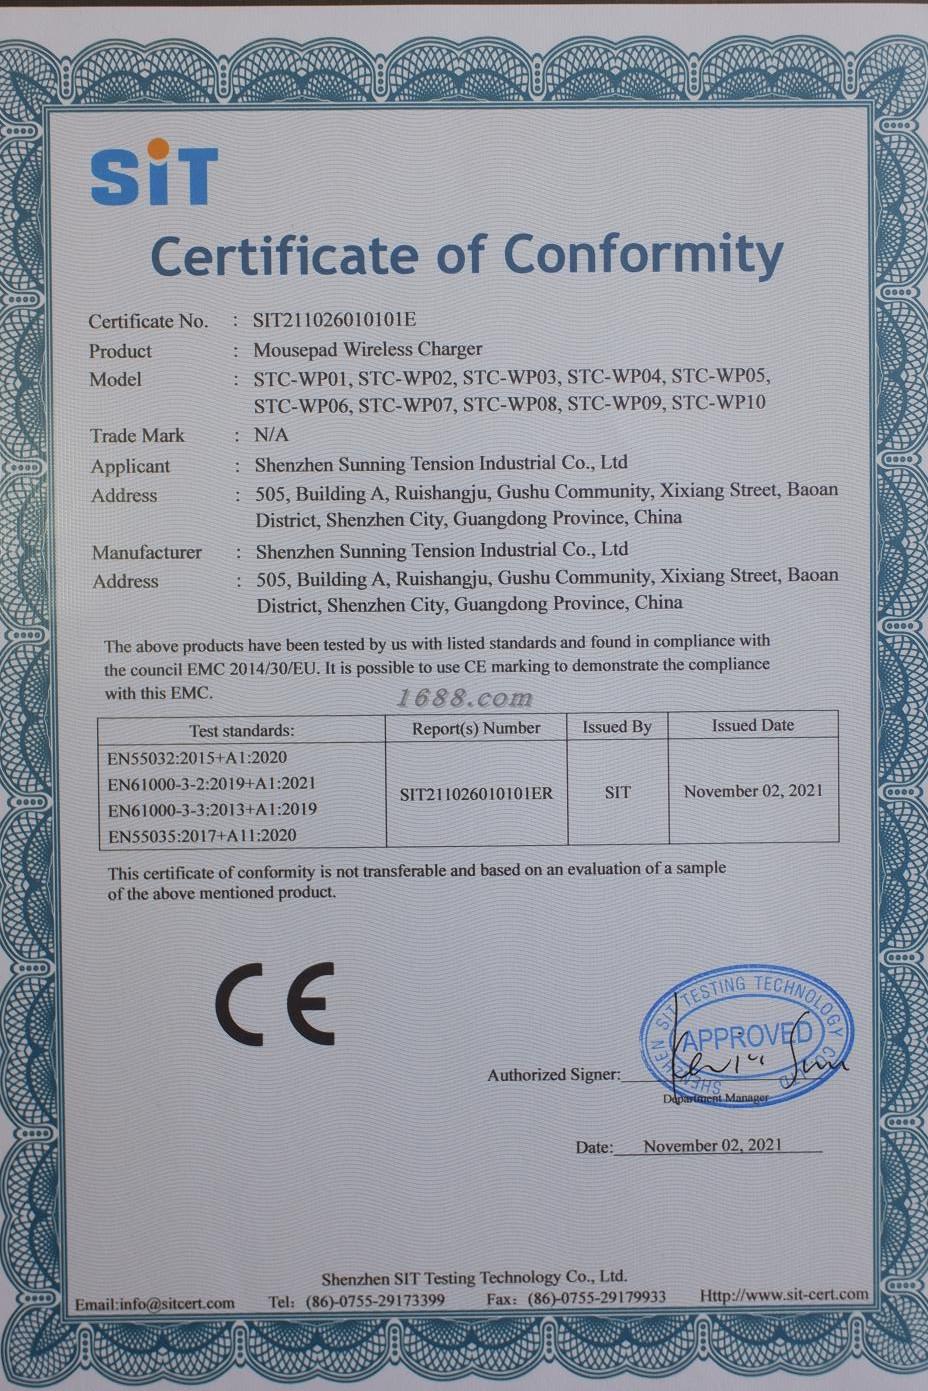 SiT
Certificate of Conformity
Certificate No. : SIT211026010101E
Product : Mousepad Wireless Charger
Model : STC-WP01, STC-WP02, STC-WP03, STC-WP04, STC-WP05,
STC-WP06, STC-WP07, STC-WP08, STC-WP09, STC-WP10
Trade Mark : N/A
Applicant : Shenzhen Sunning Tension Industrial Co., Ltd
Address : 505, Building A, Ruishangju, Gushu Community, Xixiang Street, Baoan
District, Shenzhen City, Guangdong Province, China
Manufacturer : Shenzhen Sunning Tension Industrial Co., Ltd
Address : 505, Building A, Ruishangju, Gushu Community, Xixiang Street, Baoan
District, Shenzhen City, Guangdong Province, China
The above products have been tested by us with listed standards and found in compliance with
the council EMC 2014/30/EU. It is possible to use CE marking to demonstrate the compliance
with this EMC.
1688.com
Test standards: Report(s) Number Issued By Issued Date
EN55032:2015+A1:2020
EN61000-3-2:2019+A1:2021
SIT211026010101ER SIT November 02, 2021
EN61000-3-3:2013+A1:2019
EN55035:2017+A11:2020
This certificate of conformity is not transferable and based on an evaluation of a sample
of the above mentioned product.
CE
SHENZHEN SIT TESTING TECHNOLOGY CO., LTD
APPROVED
Authorized Signer:
Department Manager
Date: November 02, 2021
Shenzhen SIT Testing Technology Co., Ltd.
Email:info@sitcert.com Tel: (86)-0755-29173399 Fax: (86)-0755-29179933 Http://www.sit-cert.com